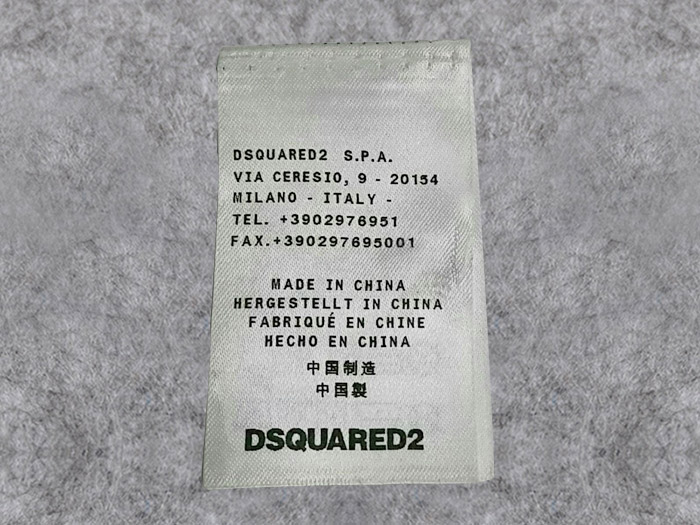 DSQUARED2 S.P.A.
VIA CERESIO, 9 - 20154
MILANO - ITALY -
TEL. +3902976951
FAX.+390297695001
MADE IN CHINA
HERGESTELLT IN CHINA
FABRIQUÉ EN CHINE
HECHO EN CHINA
中国制造
中国製
DSQUARED2